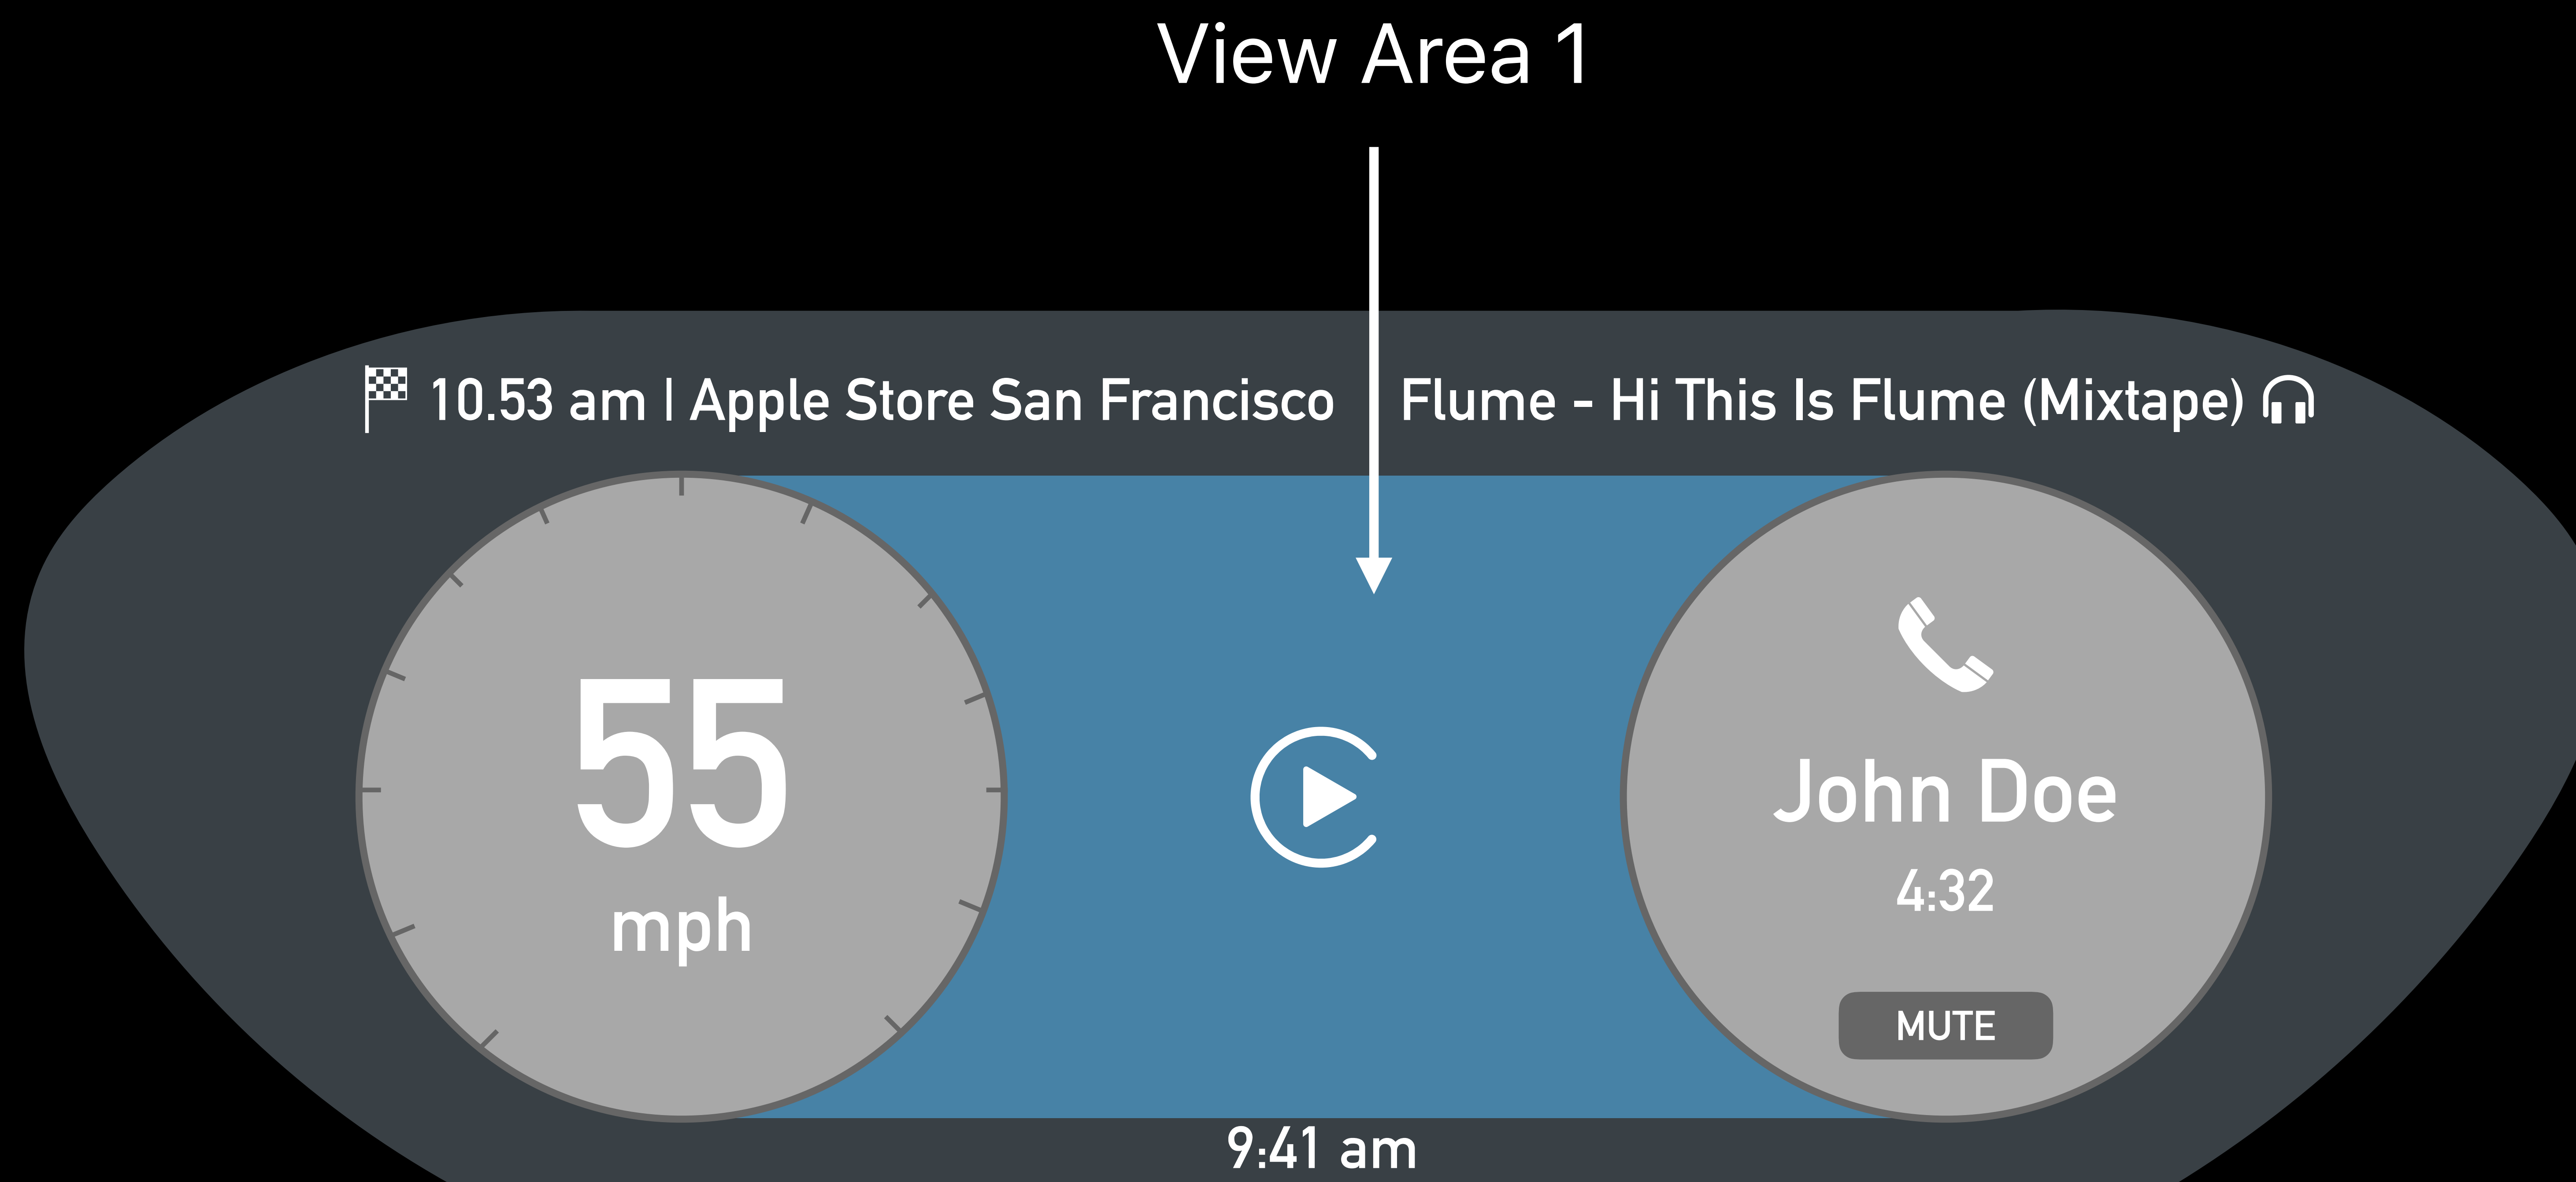 View Area 1
10.53 am | Apple Store San Francisco
Flume - Hi This Is Flume (Mixtape)
55
mph
John Doe
4:32
MUTE
9:41 am